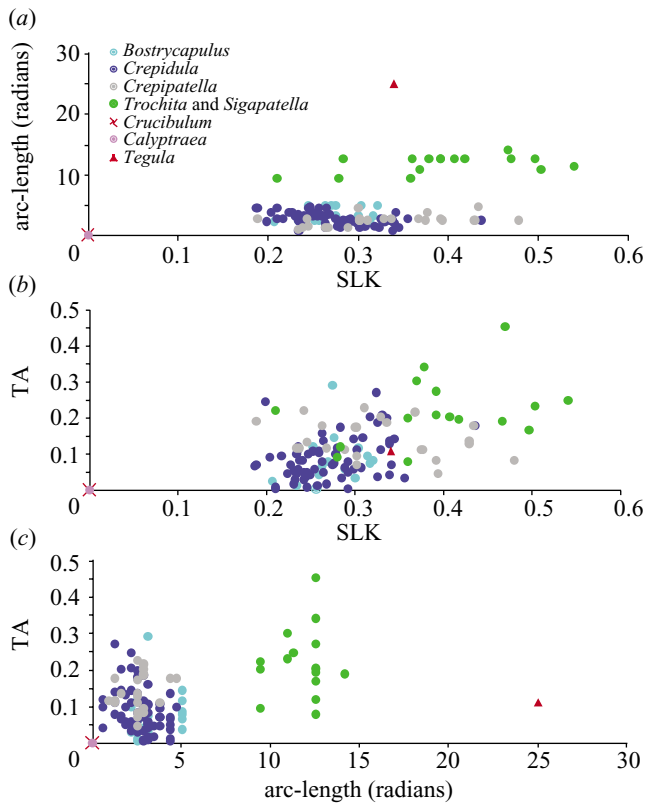 (a)
arc-length (radians)
30
20
10
0
Bostrycapulus
Crepidula
Crepipatella
Trochita and Sigapatella
Crucibulum
Calyptraea
Tegula
0.1 0.2 0.3 0.4 0.5 0.6
SLK
(b)
TA
0.5
0.4
0.3
0.2
0.1
0 0.1 0.2 0.3 0.4 0.5 0.6
SLK
(c)
TA
0.5
0.4
0.3
0.2
0.1
0 5 10 15 20 25 30
arc-length (radians)